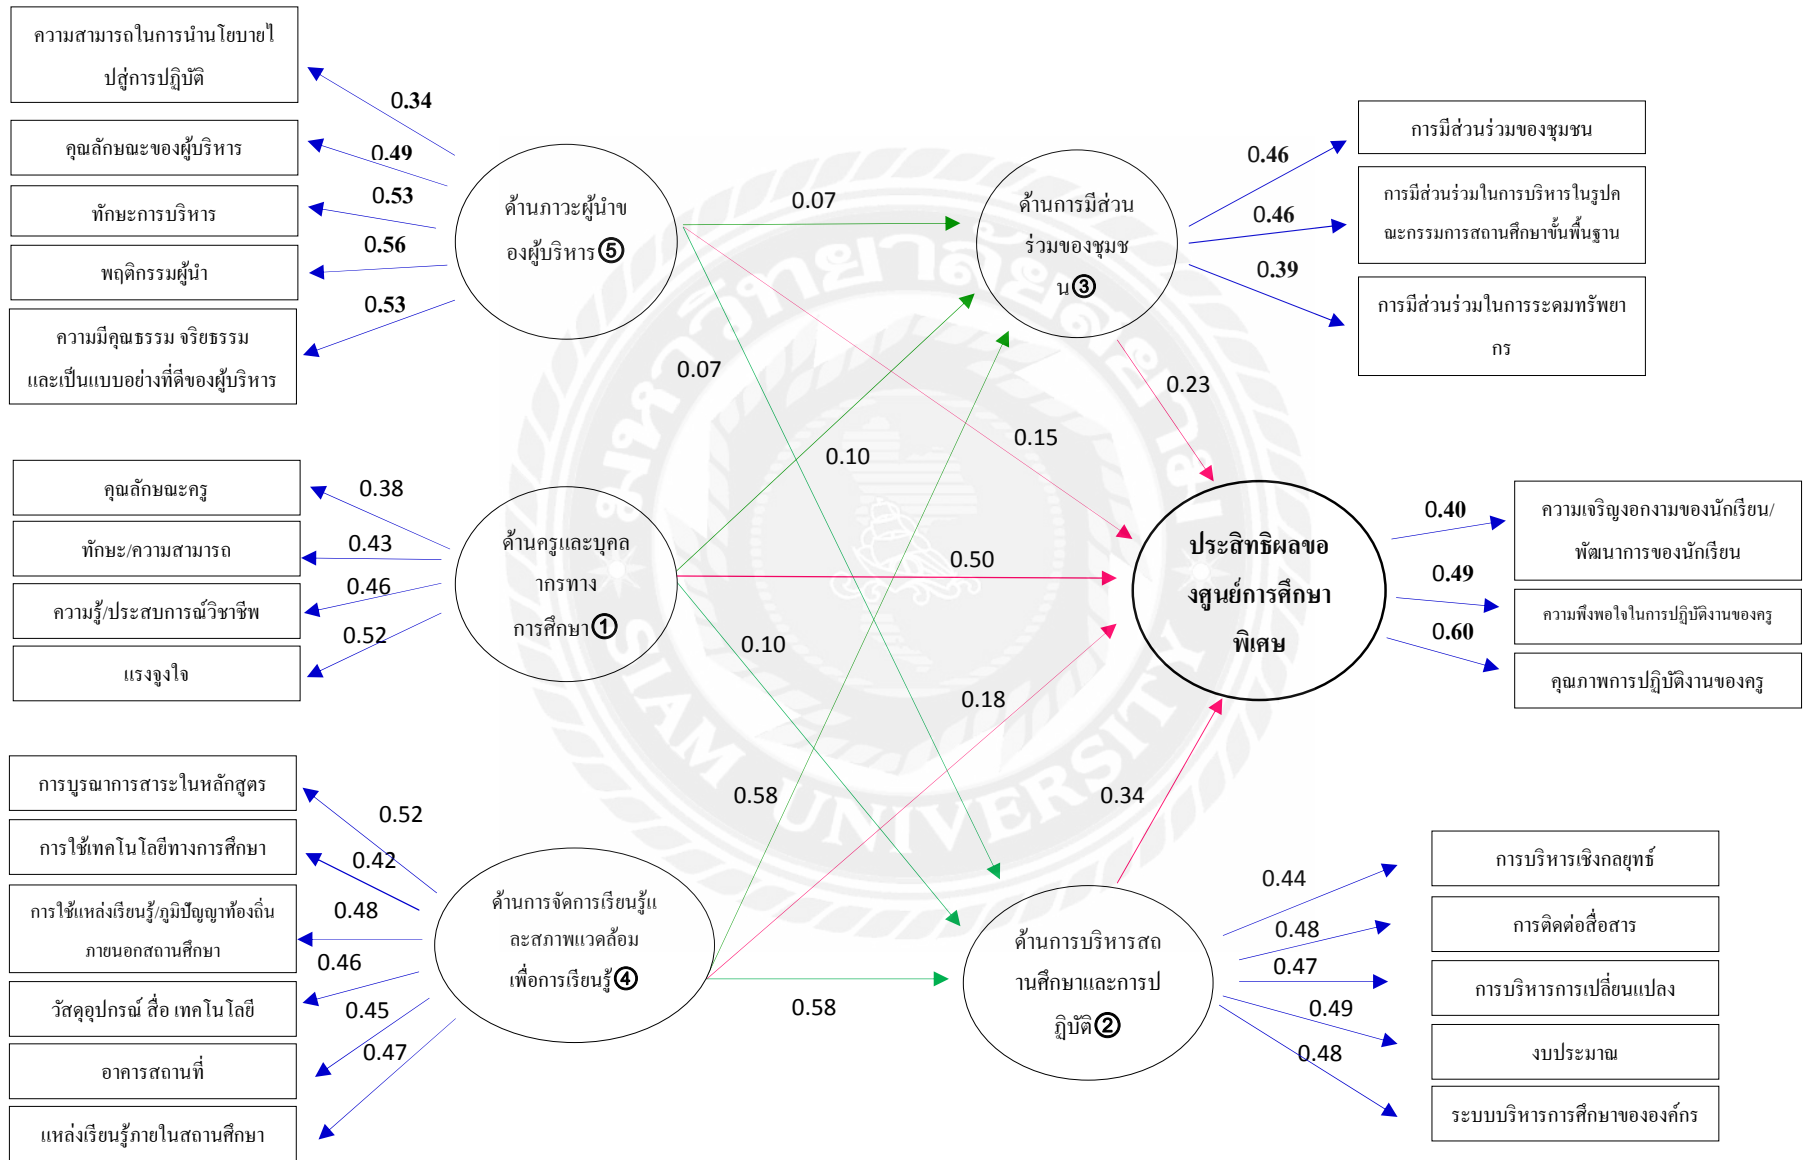 ความสามารถในการนำนโยบายไ
ปสู่การปฏิบัติ
คุณลักษณะของผู้บริหาร
ทักษะการบริหาร
พฤติกรรมผู้นำ
ความมีคุณธรรม จริยธรรม
และเป็นแบบอย่างที่ดีของผู้บริหาร
0.34
0.49
0.53
0.56
0.53
ด้านภาวะผู้นำข
องผู้บริหาร⑤
0.07
0.07
0.15
ด้านการมีส่วน
ร่วมของชุมช
น③
0.46
0.46
0.39
การมีส่วนร่วมของชุมชน
การมีส่วนร่วมในการบริหารในรูปค
ณะกรรมการสถานศึกษาขั้นพื้นฐาน
การมีส่วนร่วมในการระดมทรัพยา
กร
0.23
คุณลักษณะครู
ทักษะ/ความสามารถ
ความรู้/ประสบการณ์วิชาชีพ
แรงจูงใจ
0.38
0.43
0.46
0.52
ด้านครูและบุคล
ากรทาง
การศึกษา①
0.10
0.50
0.10
ประสิทธิผลขอ
งศูนย์การศึกษา
พิเศษ
0.40
0.49
0.60
ความเจริญงอกงามของนักเรียน/
พัฒนาการของนักเรียน
ความพึงพอใจในการปฏิบัติงานของครู
คุณภาพการปฏิบัติงานของครู
การบูรณาการสาระในหลักสูตร
การใช้เทคโนโลยีทางการศึกษา
การใช้แหล่งเรียนรู้/ภูมิปัญญาท้องถิ่น
ภายนอกสถานศึกษา
วัสดุอุปกรณ์ สื่อ เทคโนโลยี
อาคารสถานที่
แหล่งเรียนรู้ภายในสถานศึกษา
0.52
0.42
0.48
0.46
0.45
0.47
ด้านการจัดการเรียนรู้แ
ละสภาพแวดล้อม
เพื่อการเรียนรู้④
0.18
0.58
0.58
0.34
ด้านการบริหารสถ
านศึกษาและการป
ฏิบัติ②
0.44
0.48
0.47
0.49
0.48
การบริหารเชิงกลยุทธ์
การติดต่อสื่อสาร
การบริหารการเปลี่ยนแปลง
งบประมาณ
ระบบบริหารการศึกษาขององค์กร
มหาวิทยาลัยสยาม
SIAM UNIVERSITY